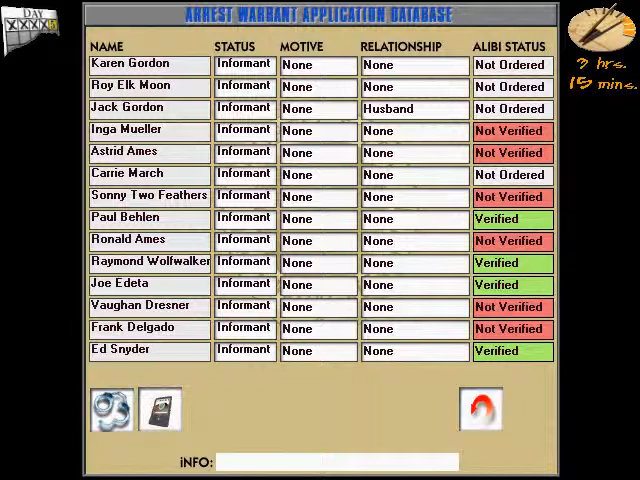 DAY
XXXX5
ARREST WARRANT APPLICATION DATABASE
NAME STATUS MOTIVE RELATIONSHIP ALIBI STATUS
Karen Gordon Informant None None Not Ordered
Roy Elk Moon Informant None None Not Ordered
Jack Gordon Informant None Husband Not Ordered
Inga Mueller Informant None None Not Verified
Astrid Ames Informant None None Not Verified
Carrie March Informant None None Not Ordered
Sonny Two Feathers Informant None None Not Verified
Paul Behlen Informant None None Verified
Ronald Ames Informant None None Not Verified
Raymond Wolfwalker Informant None None Verified
Joe Edeta Informant None None Verified
Vaughan Dresner Informant None None Not Verified
Frank Delgado Informant None None Not Verified
Ed Snyder Informant None None Verified
hrs.
15 mins.
INFO: